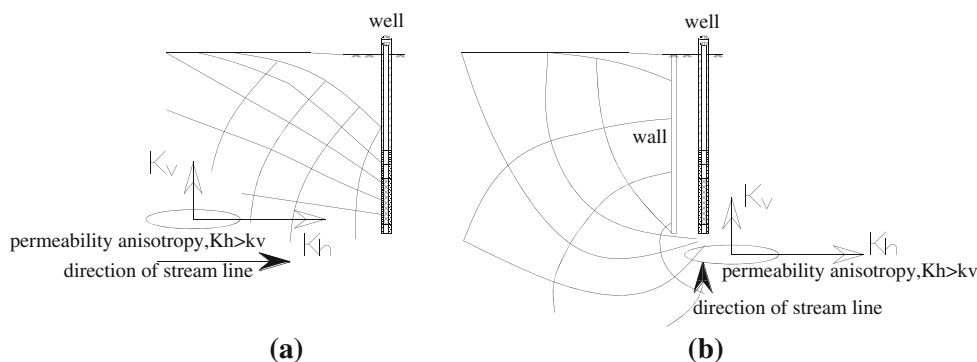 well
Kv
Kh
permeability anisotropy,Kh>kv
direction of stream line
(a)
well
wall
Kv
Kh
permeability anisotropy,Kh>kv
direction of stream line
(b)